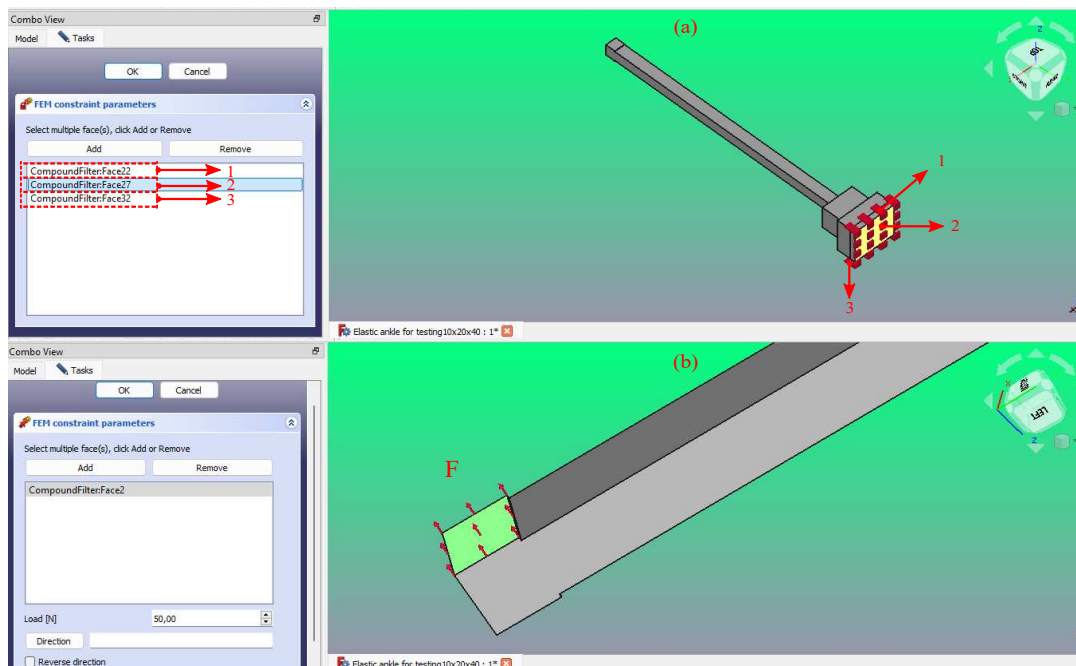 Combo View
Model Tasks
OK Cancel
FEM constraint parameters
Select multiple face(s), click Add or Remove
Add Remove
CompoundFilter:Face22 1
CompoundFilter:Face27 2
CompoundFilter:Face32 3
(a)
Z
1
2
3
Elastic ankle for testing10x20x40 : 1*
Combo View
Model Tasks
OK Cancel
FEM constraint parameters
Select multiple face(s), click Add or Remove
Add Remove
CompoundFilter:Face2
Load [N] 50,00
Direction
Reverse direction
(b)
F
LEFT
Z
Elastic ankle for testing10x20x40 : 1*